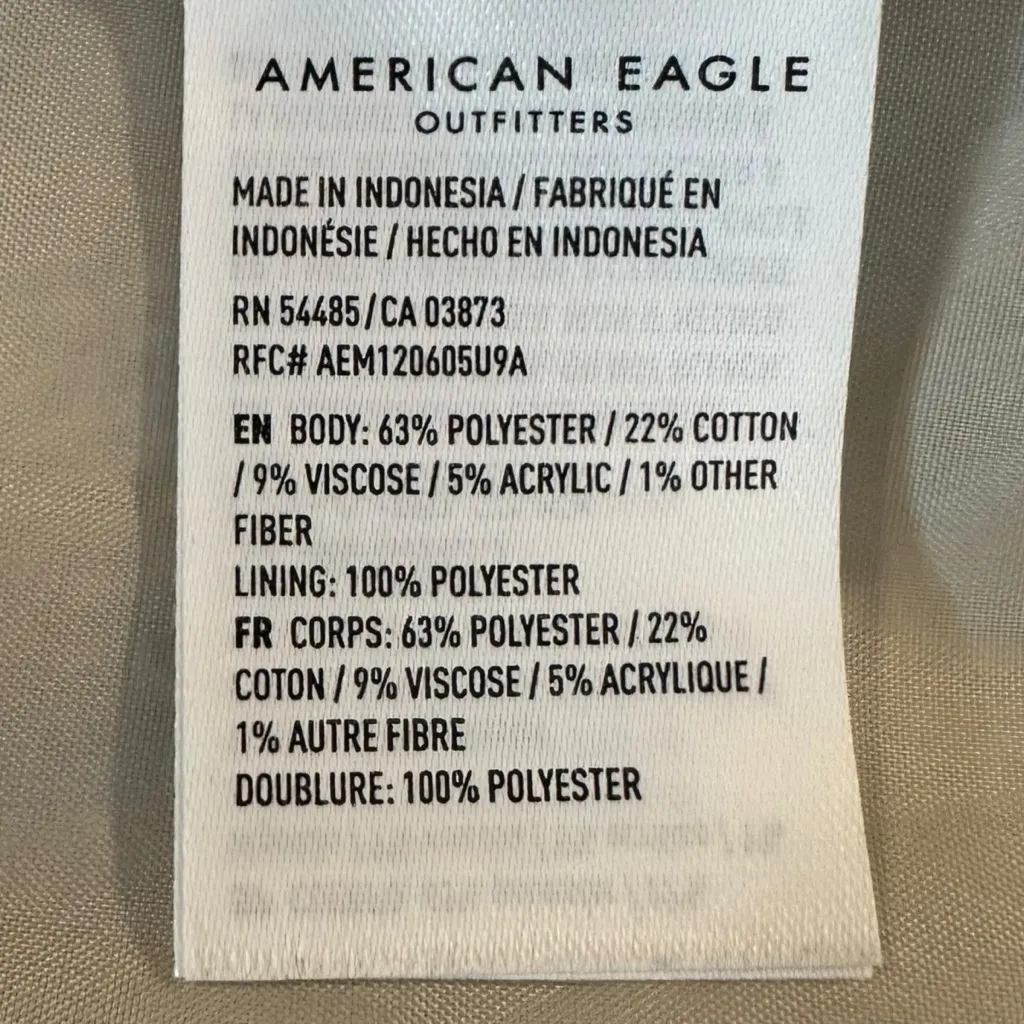 AMERICAN EAGLE
OUTFITTERS
MADE IN INDONESIA / FABRIQUÉ EN
INDONÉSIE / HECHO EN INDONESIA
RN 54485/CA 03873
RFC# AEM120605U9A
EN BODY: 63% POLYESTER / 22% COTTON
/ 9% VISCOSE / 5% ACRYLIC / 1% OTHER
FIBER
LINING: 100% POLYESTER
FR CORPS: 63% POLYESTER / 22%
COTON / 9% VISCOSE / 5% ACRYLIQUE /
1% AUTRE FIBRE
DOUBLURE: 100% POLYESTER